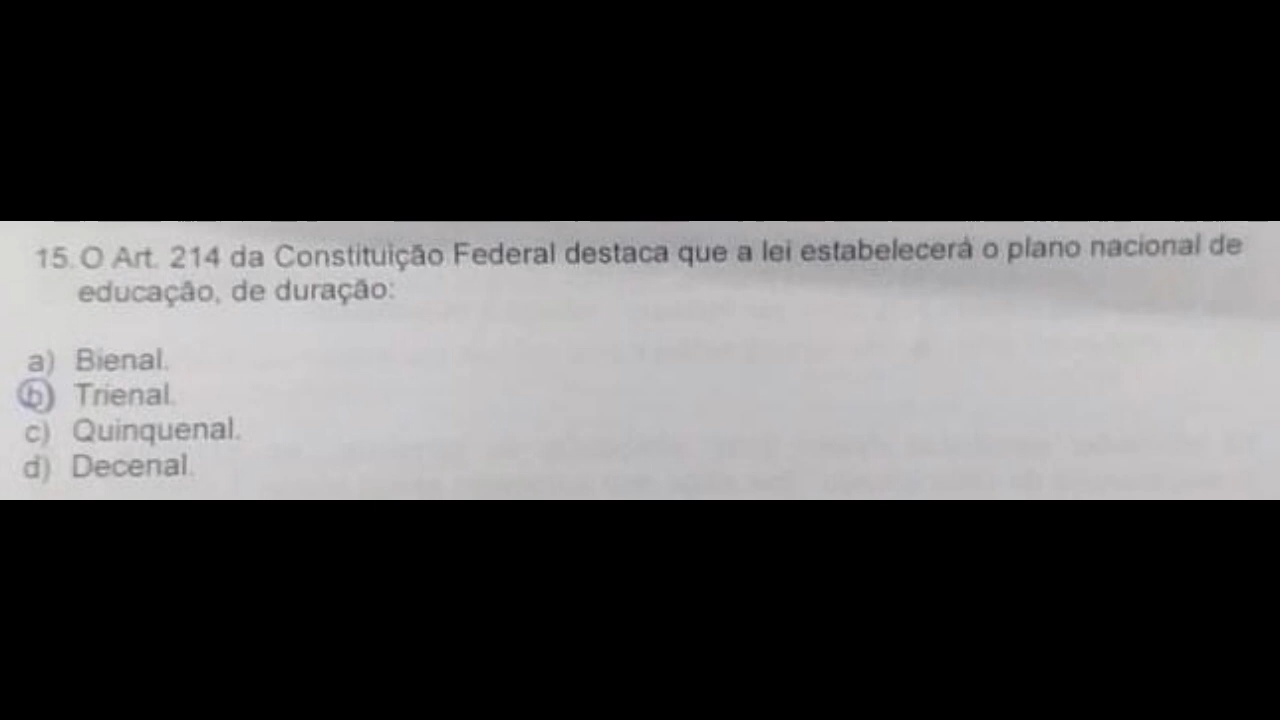 15. O Art. 214 da Constituição Federal destaca que a lei estabelecerá o plano nacional de
educação, de duração:
a) Bienal.
b) Trienal.
c) Quinquenal.
d) Decenal.